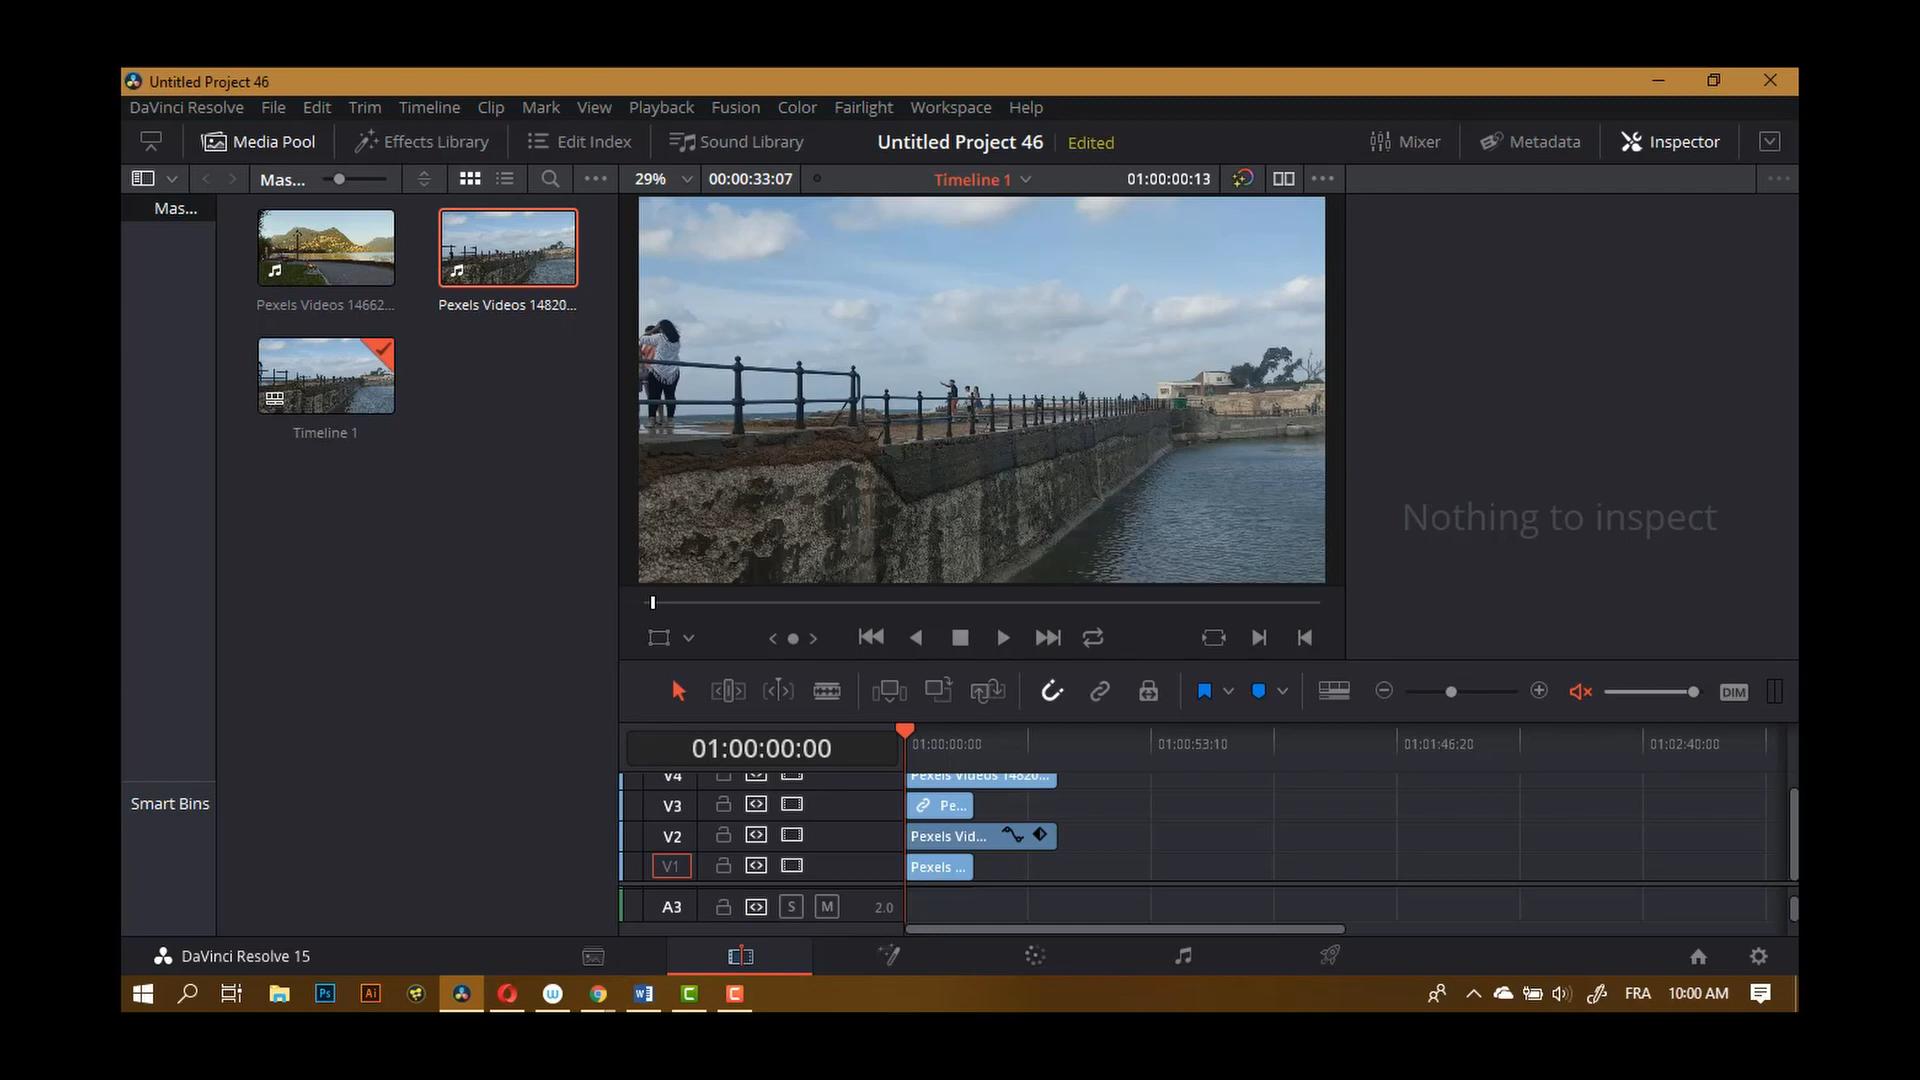 Untitled Project 46
DaVinci Resolve File Edit Trim Timeline Clip Mark View Playback Fusion Color Fairlight Workspace Help
Media Pool Effects Library Edit Index Sound Library Untitled Project 46 Edited Mixer Metadata Inspector
Mas... 29% 00:00:33:07 Timeline 1 01:00:00:13
Mas...
Pexels Videos 14662... Pexels Videos 14820...
Timeline 1
Nothing to inspect
DIM
01:00:00:00 01:00:00:00 01:00:53:10 01:01:46:20 01:02:40:00
V4 Pexels Videos 14820...
V3 Pe...
Smart Bins
V2 Pexels Vid...
V1 Pexels ...
A3 S M 2.0
DaVinci Resolve 15
Ps Ai w W C C FRA 10:00 AM